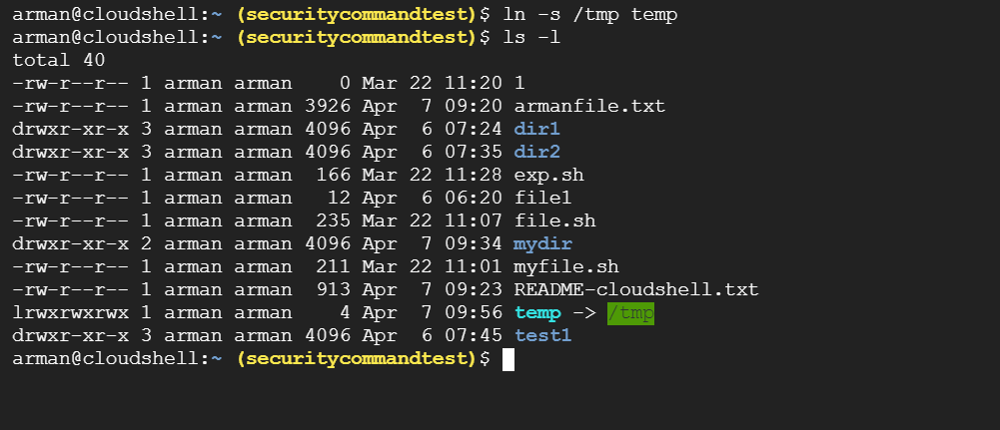 arman@cloudshell:~ (securitycommandtest)$ ln -s /tmp temp
arman@cloudshell:~ (securitycommandtest)$ ls -l
total 40
-rw-r--r-- 1 arman arman    0 Mar 22 11:20 1
-rw-r--r-- 1 arman arman 3926 Apr  7 09:20 armanfile.txt
drwxr-xr-x 3 arman arman 4096 Apr  6 07:24 dir1
drwxr-xr-x 3 arman arman 4096 Apr  6 07:35 dir2
-rw-r--r-- 1 arman arman  166 Mar 22 11:28 exp.sh
-rw-r--r-- 1 arman arman   12 Apr  6 06:20 file1
-rw-r--r-- 1 arman arman  235 Mar 22 11:07 file.sh
drwxr-xr-x 2 arman arman 4096 Apr  7 09:34 mydir
-rw-r--r-- 1 arman arman  211 Mar 22 11:01 myfile.sh
-rw-r--r-- 1 arman arman  913 Apr  7 09:23 README-cloudshell.txt
lrwxrwxrwx 1 arman arman    4 Apr  7 09:56 temp -> /tmp
drwxr-xr-x 3 arman arman 4096 Apr  6 07:45 test1
arman@cloudshell:~ (securitycommandtest)$